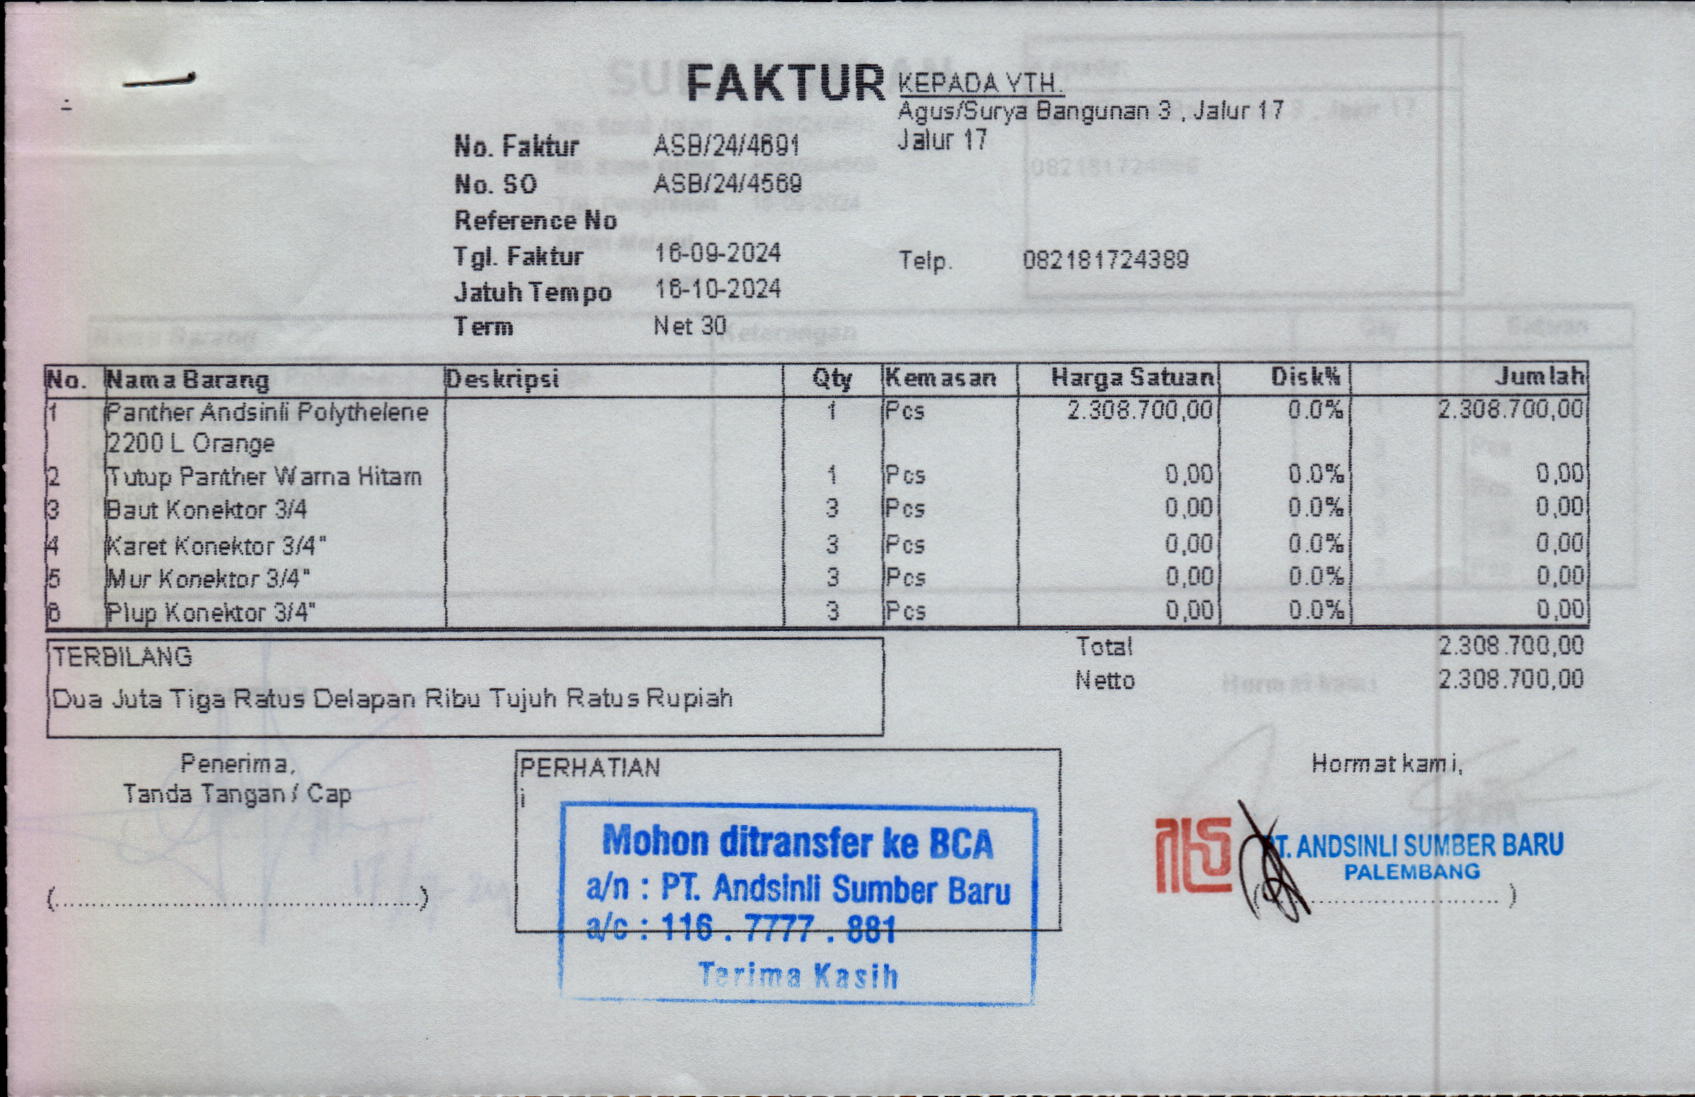 FAKTUR
KEPADA YTH.
Agus/Surya Bangunan 3 , Jalur 17
Jalur 17
No. Faktur ASB/24/4691
No. SO ASB/24/4569
Reference No
Tgl. Faktur 16-09-2024
Telp. 082181724389
Jatuh Tempo 16-10-2024
Term Net 30
No. Nama Barang Deskripsi Qty Kemasan Harga Satuan Disk% Jumlah
1 Panther Andsinli Polythelene 1 Pcs 2.308.700,00 0.0% 2.308.700,00
2200 L Orange
2 Tutup Panther Warna Hitam 1 Pcs 0,00 0.0% 0,00
3 Baut Konektor 3/4 3 Pcs 0,00 0.0% 0,00
4 Karet Konektor 3/4" 3 Pcs 0,00 0.0% 0,00
5 Mur Konektor 3/4" 3 Pcs 0,00 0.0% 0,00
6 Plup Konektor 3/4" 3 Pcs 0,00 0.0% 0,00
Total 2.308.700,00
Netto 2.308.700,00
TERBILANG
Dua Juta Tiga Ratus Delapan Ribu Tujuh Ratus Rupiah
Penerima,
Tanda Tangan / Cap
(..................................................)
PERHATIAN
i
Mohon ditransfer ke BCA
a/n : PT. Andsinli Sumber Baru
a/c : 116 . 7777 . 881
Terima Kasih
Hormat kami,
PT. ANDSINLI SUMBER BARU
PALEMBANG